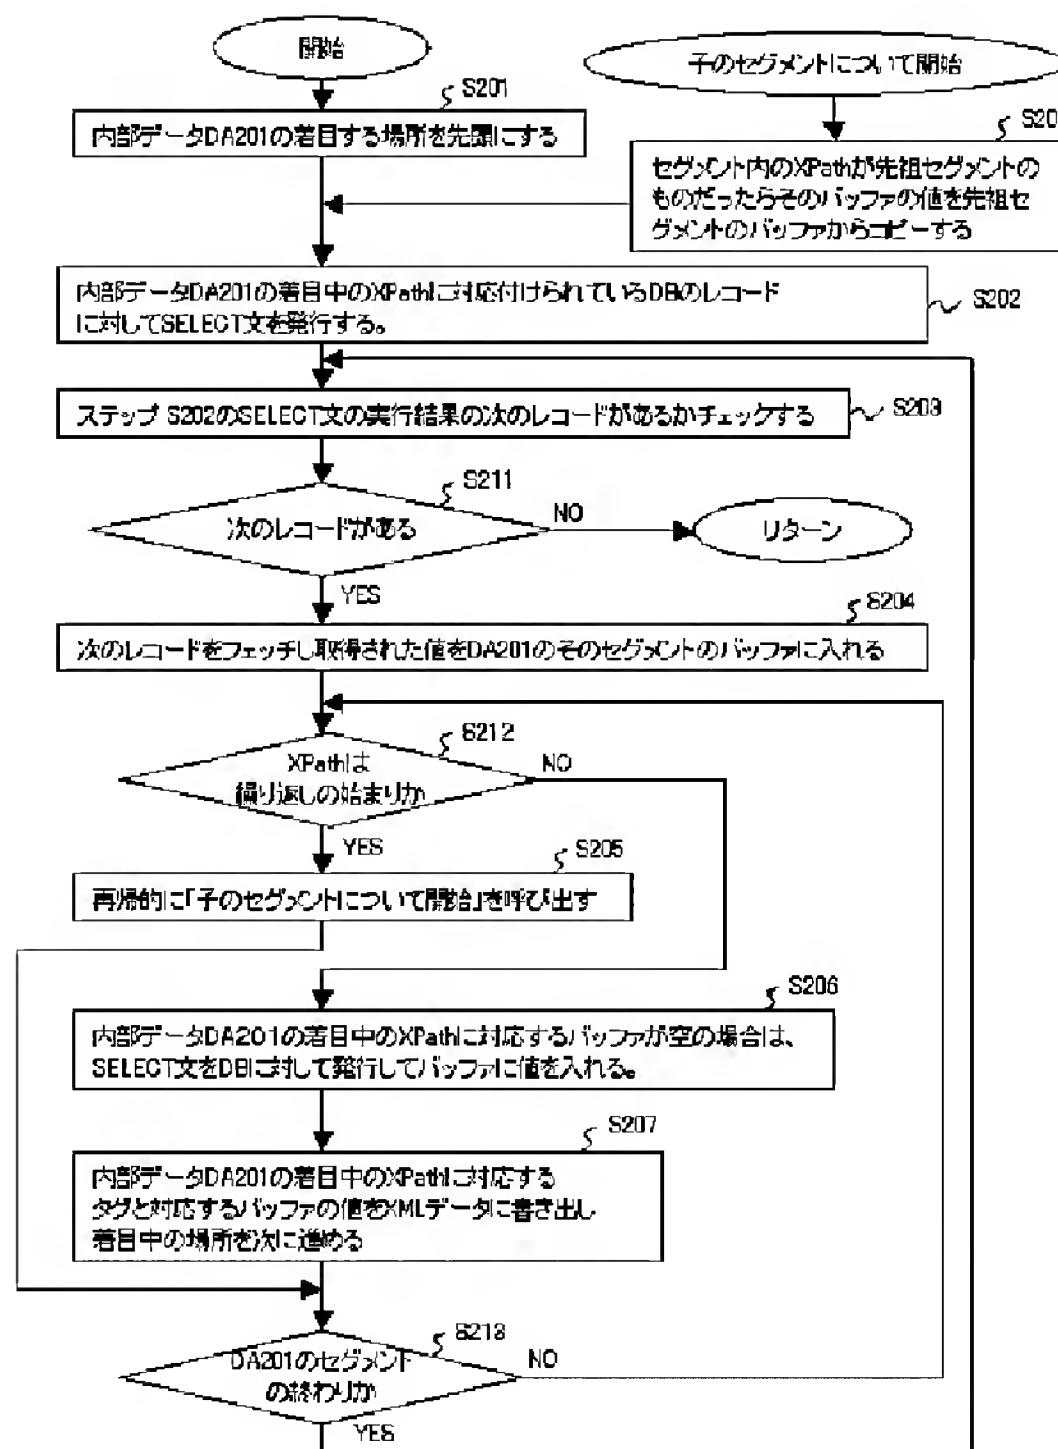 開始
子のセグメントについて開始
S201
内部データDA201の着目する場所を先頭にする
S20
セグメント内のXPathが先祖セグメントの
ものだったらそのバッファの値を先祖セ
グメントのバッファからコピーする
内部データDA201の着目中のXPathに対応付けられているDBのレコード
に対してSELECT文を発行する。
S202
ステップ S202のSELECT文の実行結果の次のレコードがあるかチェックする
S203
S211
次のレコードがある
NO
リターン
YES
S204
次のレコードをフェッチし取得された値をDA201のそのセグメントのバッファに入れる
S212
XPathは
繰り返しの始まりか
NO
YES
S205
再帰的に「子のセグメントについて開始」を呼び出す
S206
内部データDA201の着目中のXPathに対応するバッファが空の場合は、
SELECT文をDBに対して発行してバッファに値を入れる。
S207
内部データDA201の着目中のXPathに対応する
タグと対応するバッファの値をXMLデータに書き出し
着目中の場所を次に進める
S213
DA201のセグメント
の終わりか
NO
YES